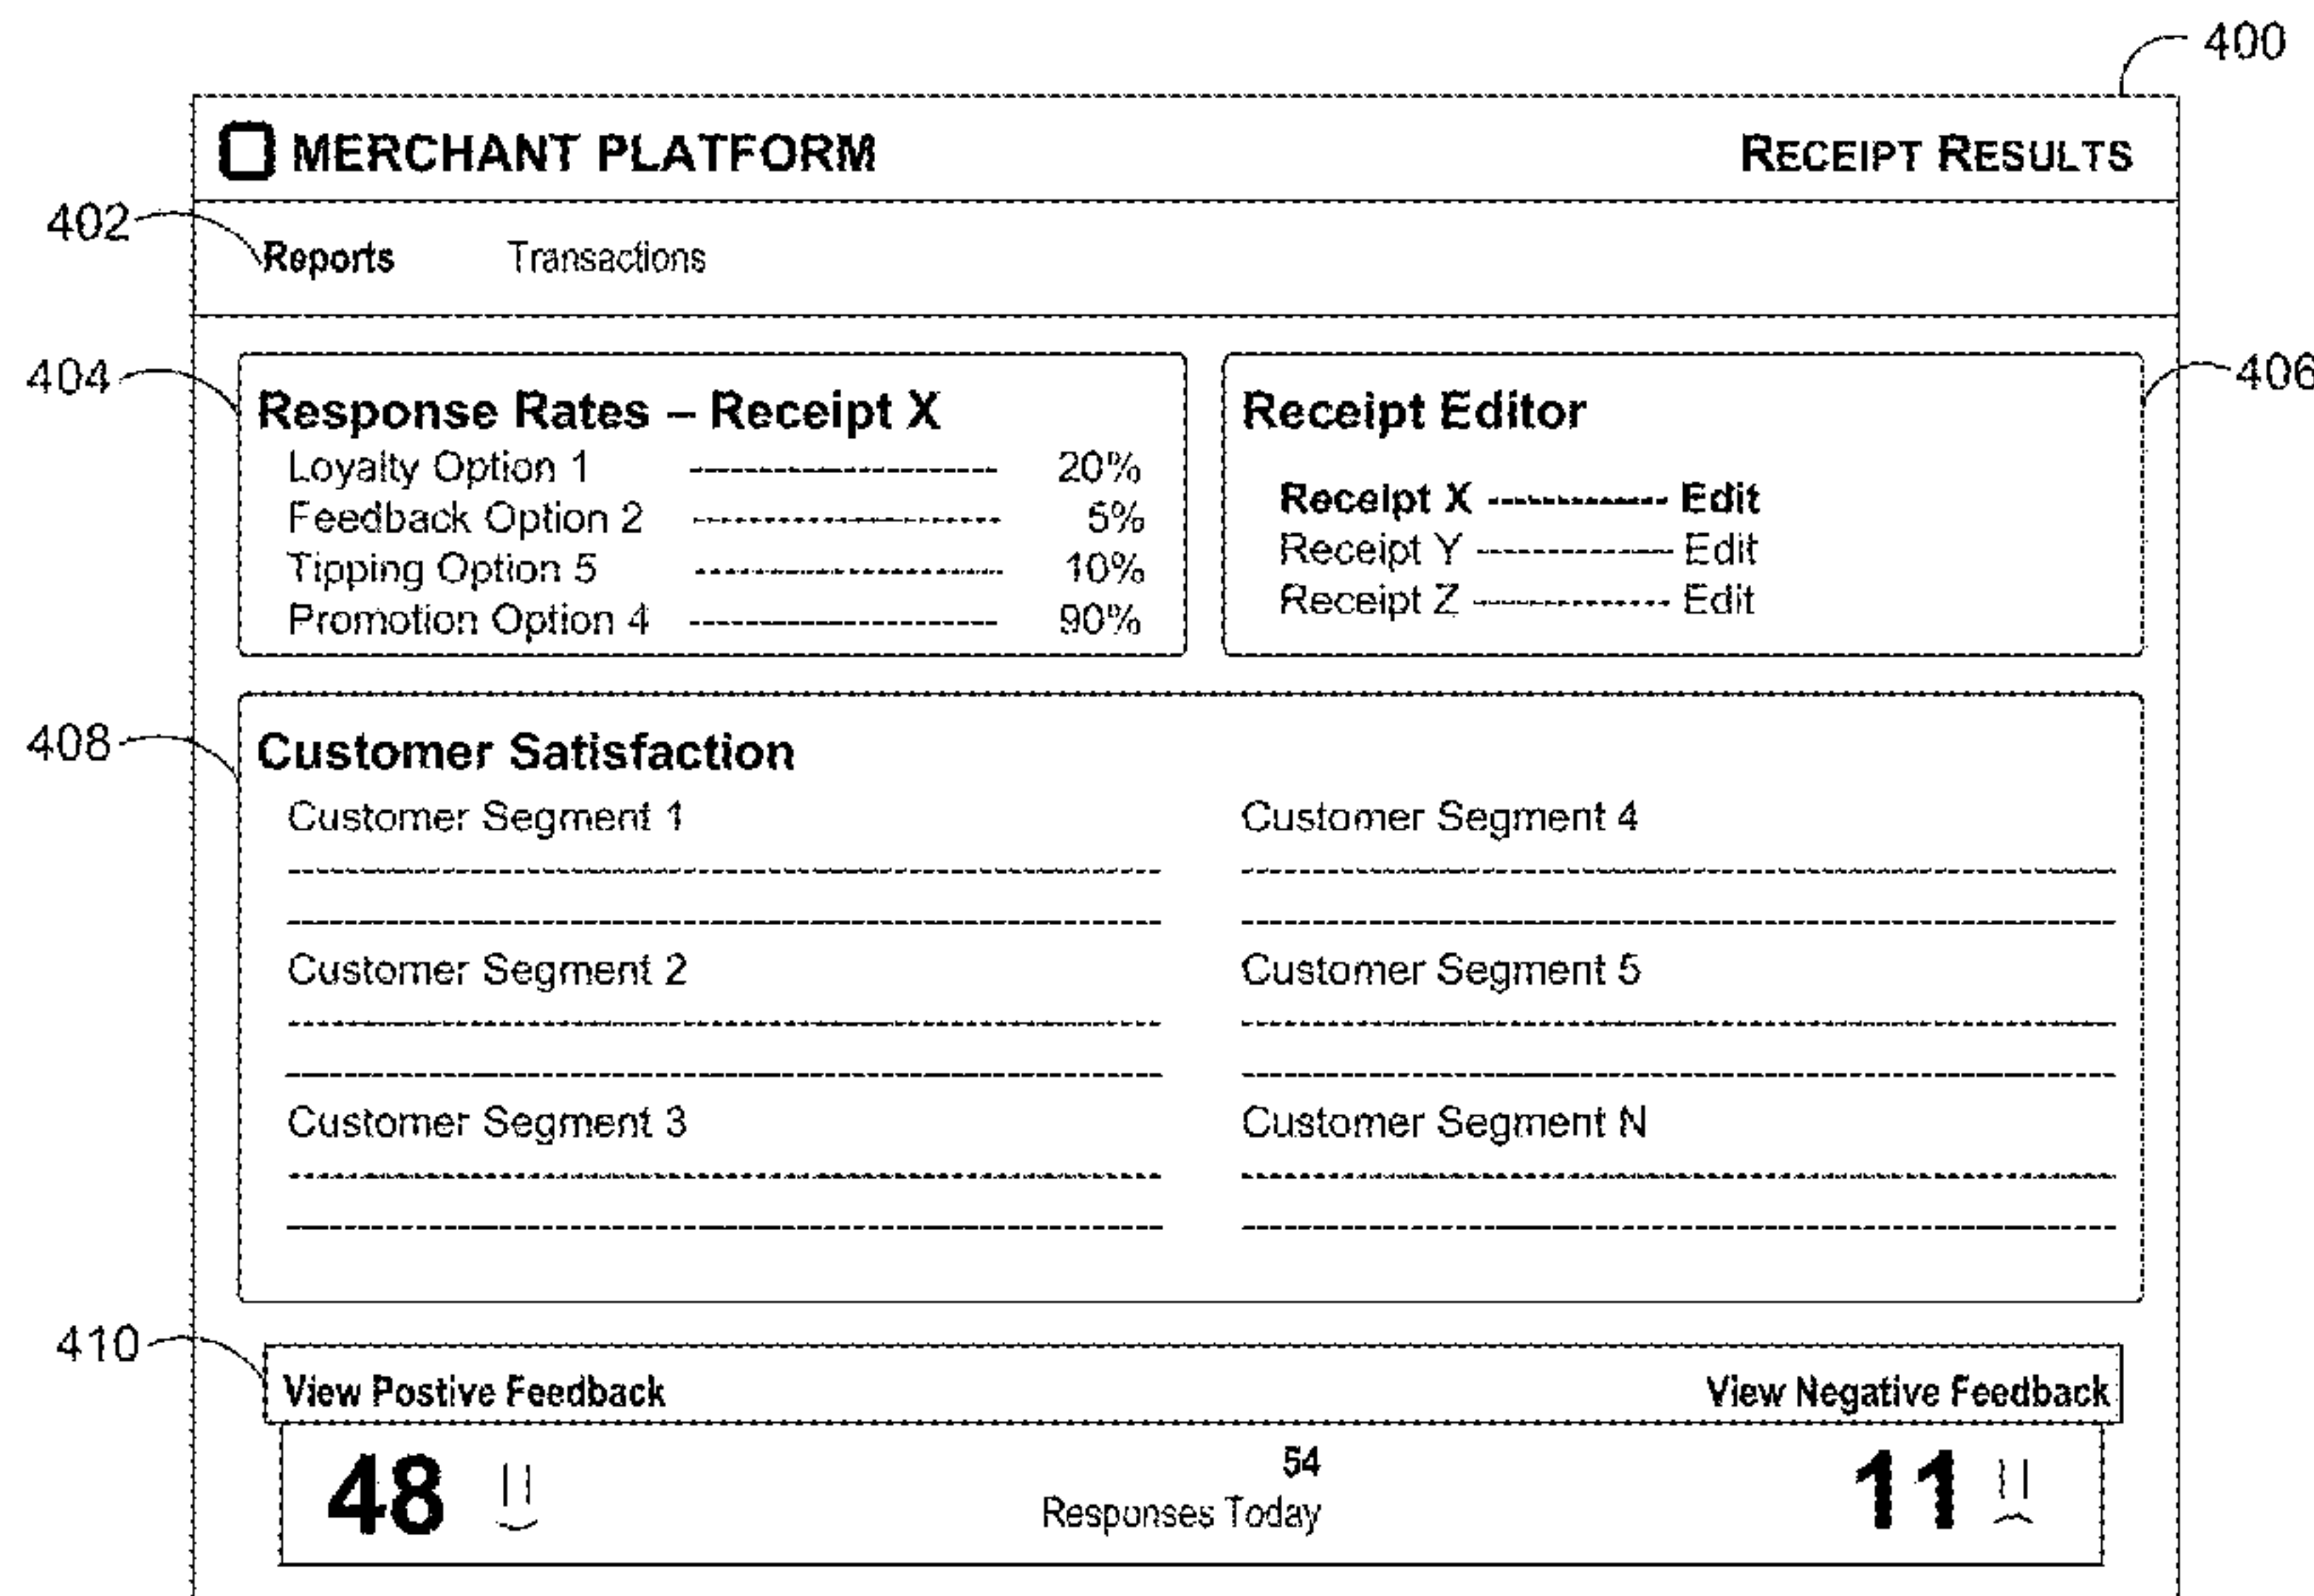 400
MERCHANT PLATFORM RECEIPT RESULTS
402
Reports Transactions
404
406
Response Rates – Receipt X
Loyalty Option 1 20%
Feedback Option 2 5%
Tipping Option 5 10%
Promotion Option 4 90%
Receipt Editor
Receipt X Edit
Receipt Y Edit
Receipt Z Edit
408
Customer Satisfaction
Customer Segment 1
Customer Segment 2
Customer Segment 3
Customer Segment 4
Customer Segment 5
Customer Segment N
410
View Postive Feedback View Negative Feedback
48 54 11
Responses Today